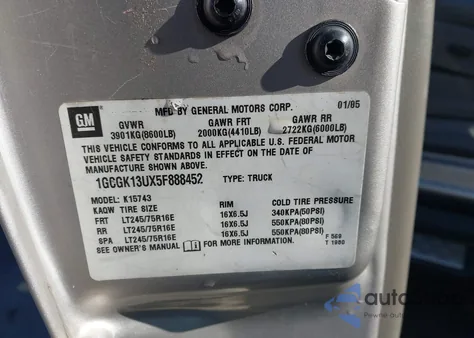 MFD BY GENERAL MOTORS CORP. 01/05
GM GVWR GAWR FRT GAWR RR
3901KG(8600LB) 2000KG(4410LB) 2722KG(6000LB)
THIS VEHICLE CONFORMS TO ALL APPLICABLE U.S. FEDERAL MOTOR
VEHICLE SAFETY STANDARDS IN EFFECT ON THE DATE OF
MANUFACTURE SHOWN ABOVE.
1GCGK13UX5F888452 TYPE: TRUCK
MODEL: K15743
KAQW TIRE SIZE RIM COLD TIRE PRESSURE
FRT LT245/75R16E 16X6.5J 340KPA(50PSI)
RR LT245/75R16E 16X6.5J 550KPA(80PSI)
SPA LT245/75R16E 16X6.5J 550KPA(80PSI)
SEE OWNER'S MANUAL FOR MORE INFORMATION. F 569
T 1990